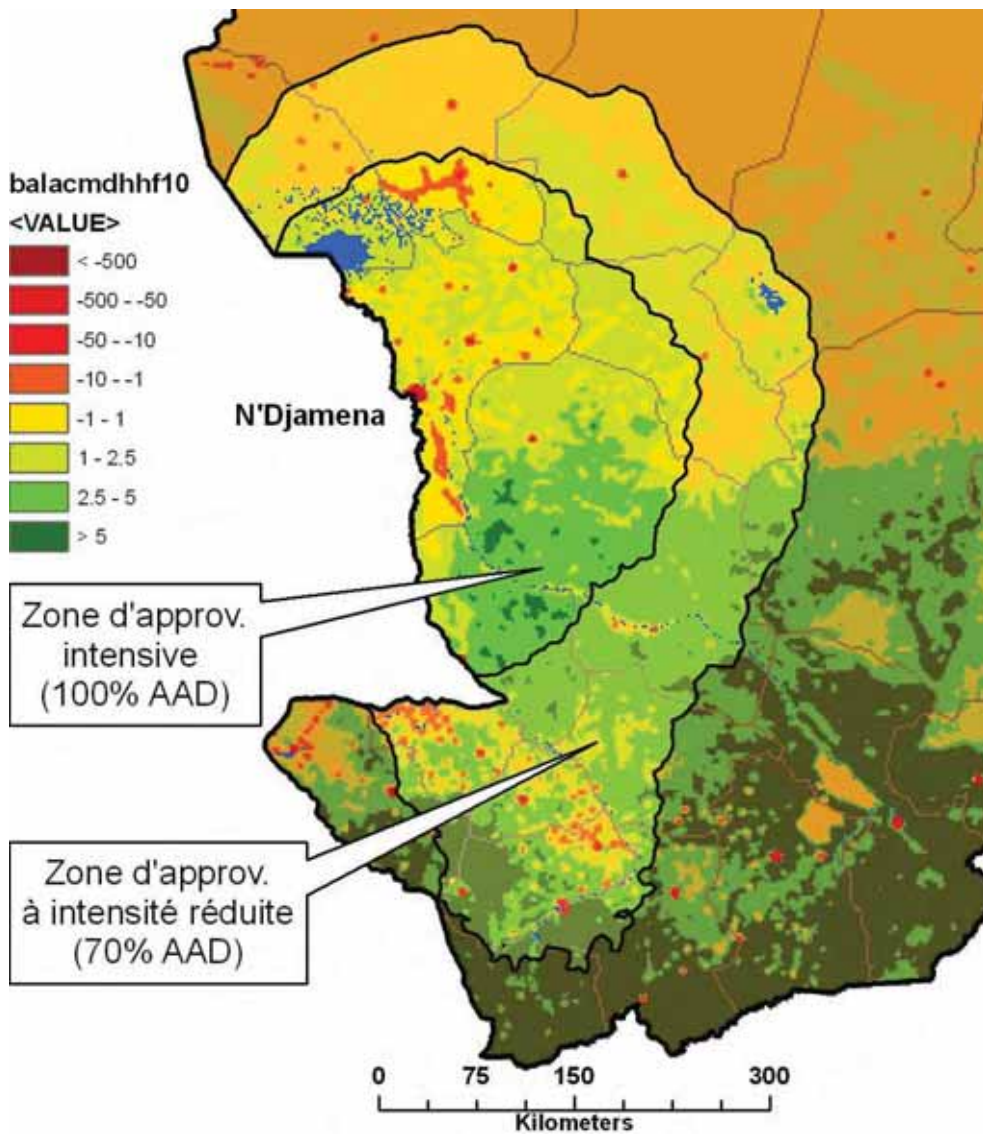 balacmdhhf10
<VALUE>
< -500
-500 - -50
-50 - -10
-10 - -1
-1 - 1
1 - 2.5
2.5 - 5
> 5
N'Djamena
Zone d'approv.
intensive
(100% AAD)
Zone d'approv.
à intensité réduite
(70% AAD)
0 75 150 300
Kilometers